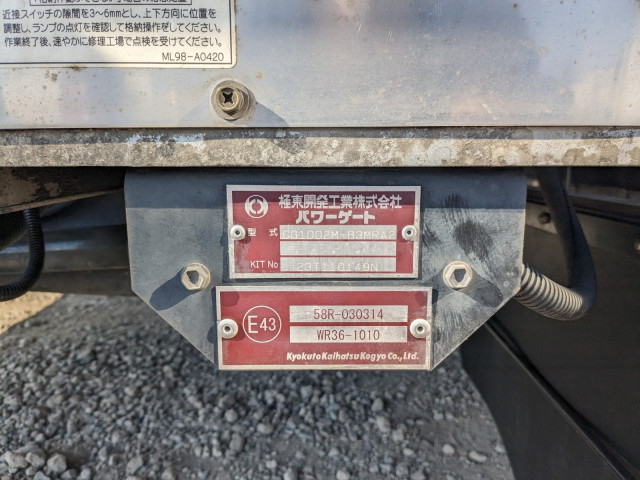 近接スイッチの隙間を3〜6mmとし、上下方向に位置を
調整し、ランプの点灯を確認して格納操作をしてください。
作業終了後、速やかに修理工場で点検を受けてください。
ML98-A0420
極東開発工業株式会社
パワーゲート
型式 CG1002M-B3MRA2
KIT No
E43
58R-030314
WR36-1010
Kyokuto Kaihatsu Kogyo Co., Ltd.